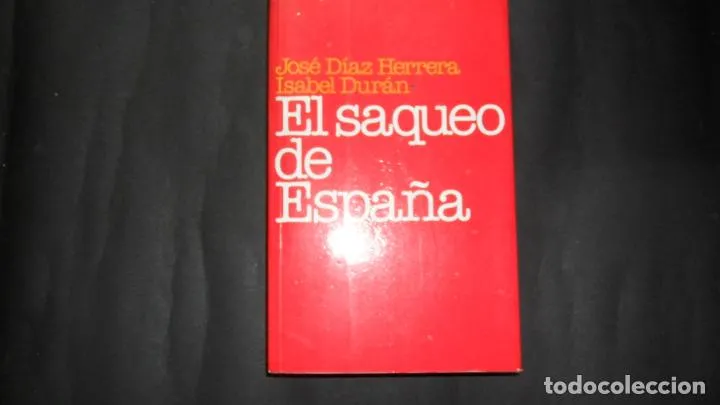 José Díaz Herrera
Isabel Durán
El saqueo
de
España
todocoleccion